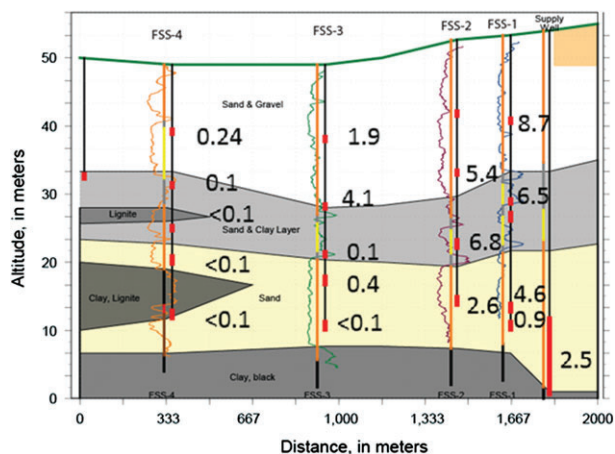 FSS-4
FSS-3
FSS-2
FSS-1
Supply
Well
50
40
30
20
10
0
Altitude, in meters
Sand & Gravel
0.24
1.9
8.7
0.1
4.1
5.4
6.5
Lignite
<0.1
Sand & Clay Layer
0.1
6.8
<0.1
0.4
Clay, Lignite
Sand
<0.1
<0.1
2.6
4.6
0.9
2.5
Clay, black
FSS-4
FSS-3
FSS-2
FSS-1
0
333
667
1,000
1,333
1,667
2000
Distance, in meters